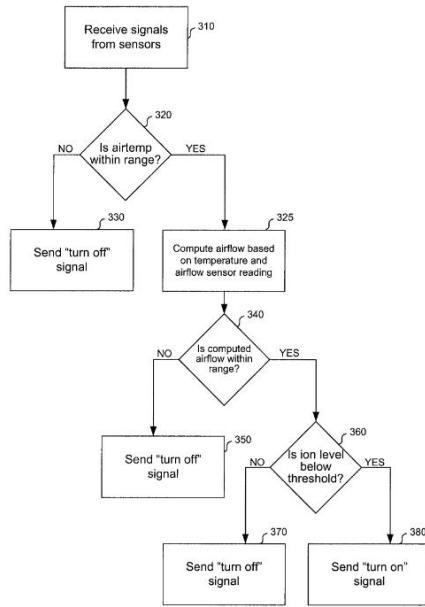 310
Receive signals
from sensors
320
Is airtemp
within range?
NO
YES
330
Send “turn off”
signal
325
Compute airflow based
on temperature and
airflow sensor reading
340
Is computed
airflow within
range?
NO
YES
350
Send “turn off”
signal
360
Is ion level
below
threshold?
NO
YES
370
Send “turn off”
signal
380
Send “turn on”
signal